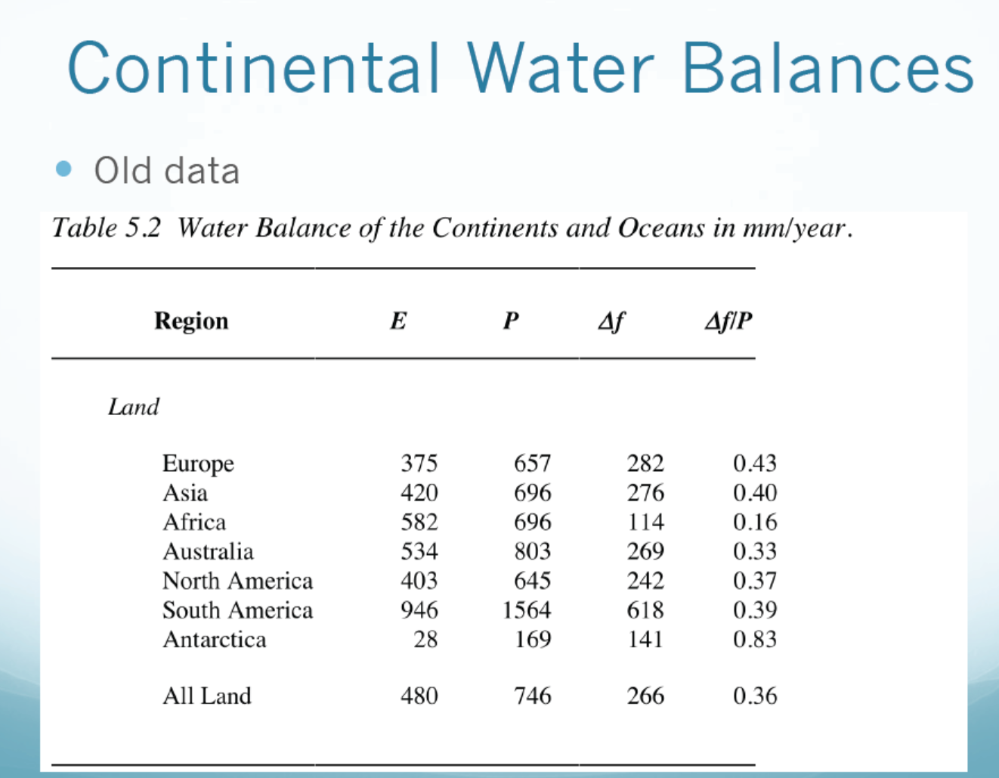 Continental Water Balances
• Old data
Table 5.2 Water Balance of the Continents and Oceans in mm/year.
Region E P Δf Δf/P
Land
Europe 375 657 282 0.43
Asia 420 696 276 0.40
Africa 582 696 114 0.16
Australia 534 803 269 0.33
North America 403 645 242 0.37
South America 946 1564 618 0.39
Antarctica 28 169 141 0.83
All Land 480 746 266 0.36